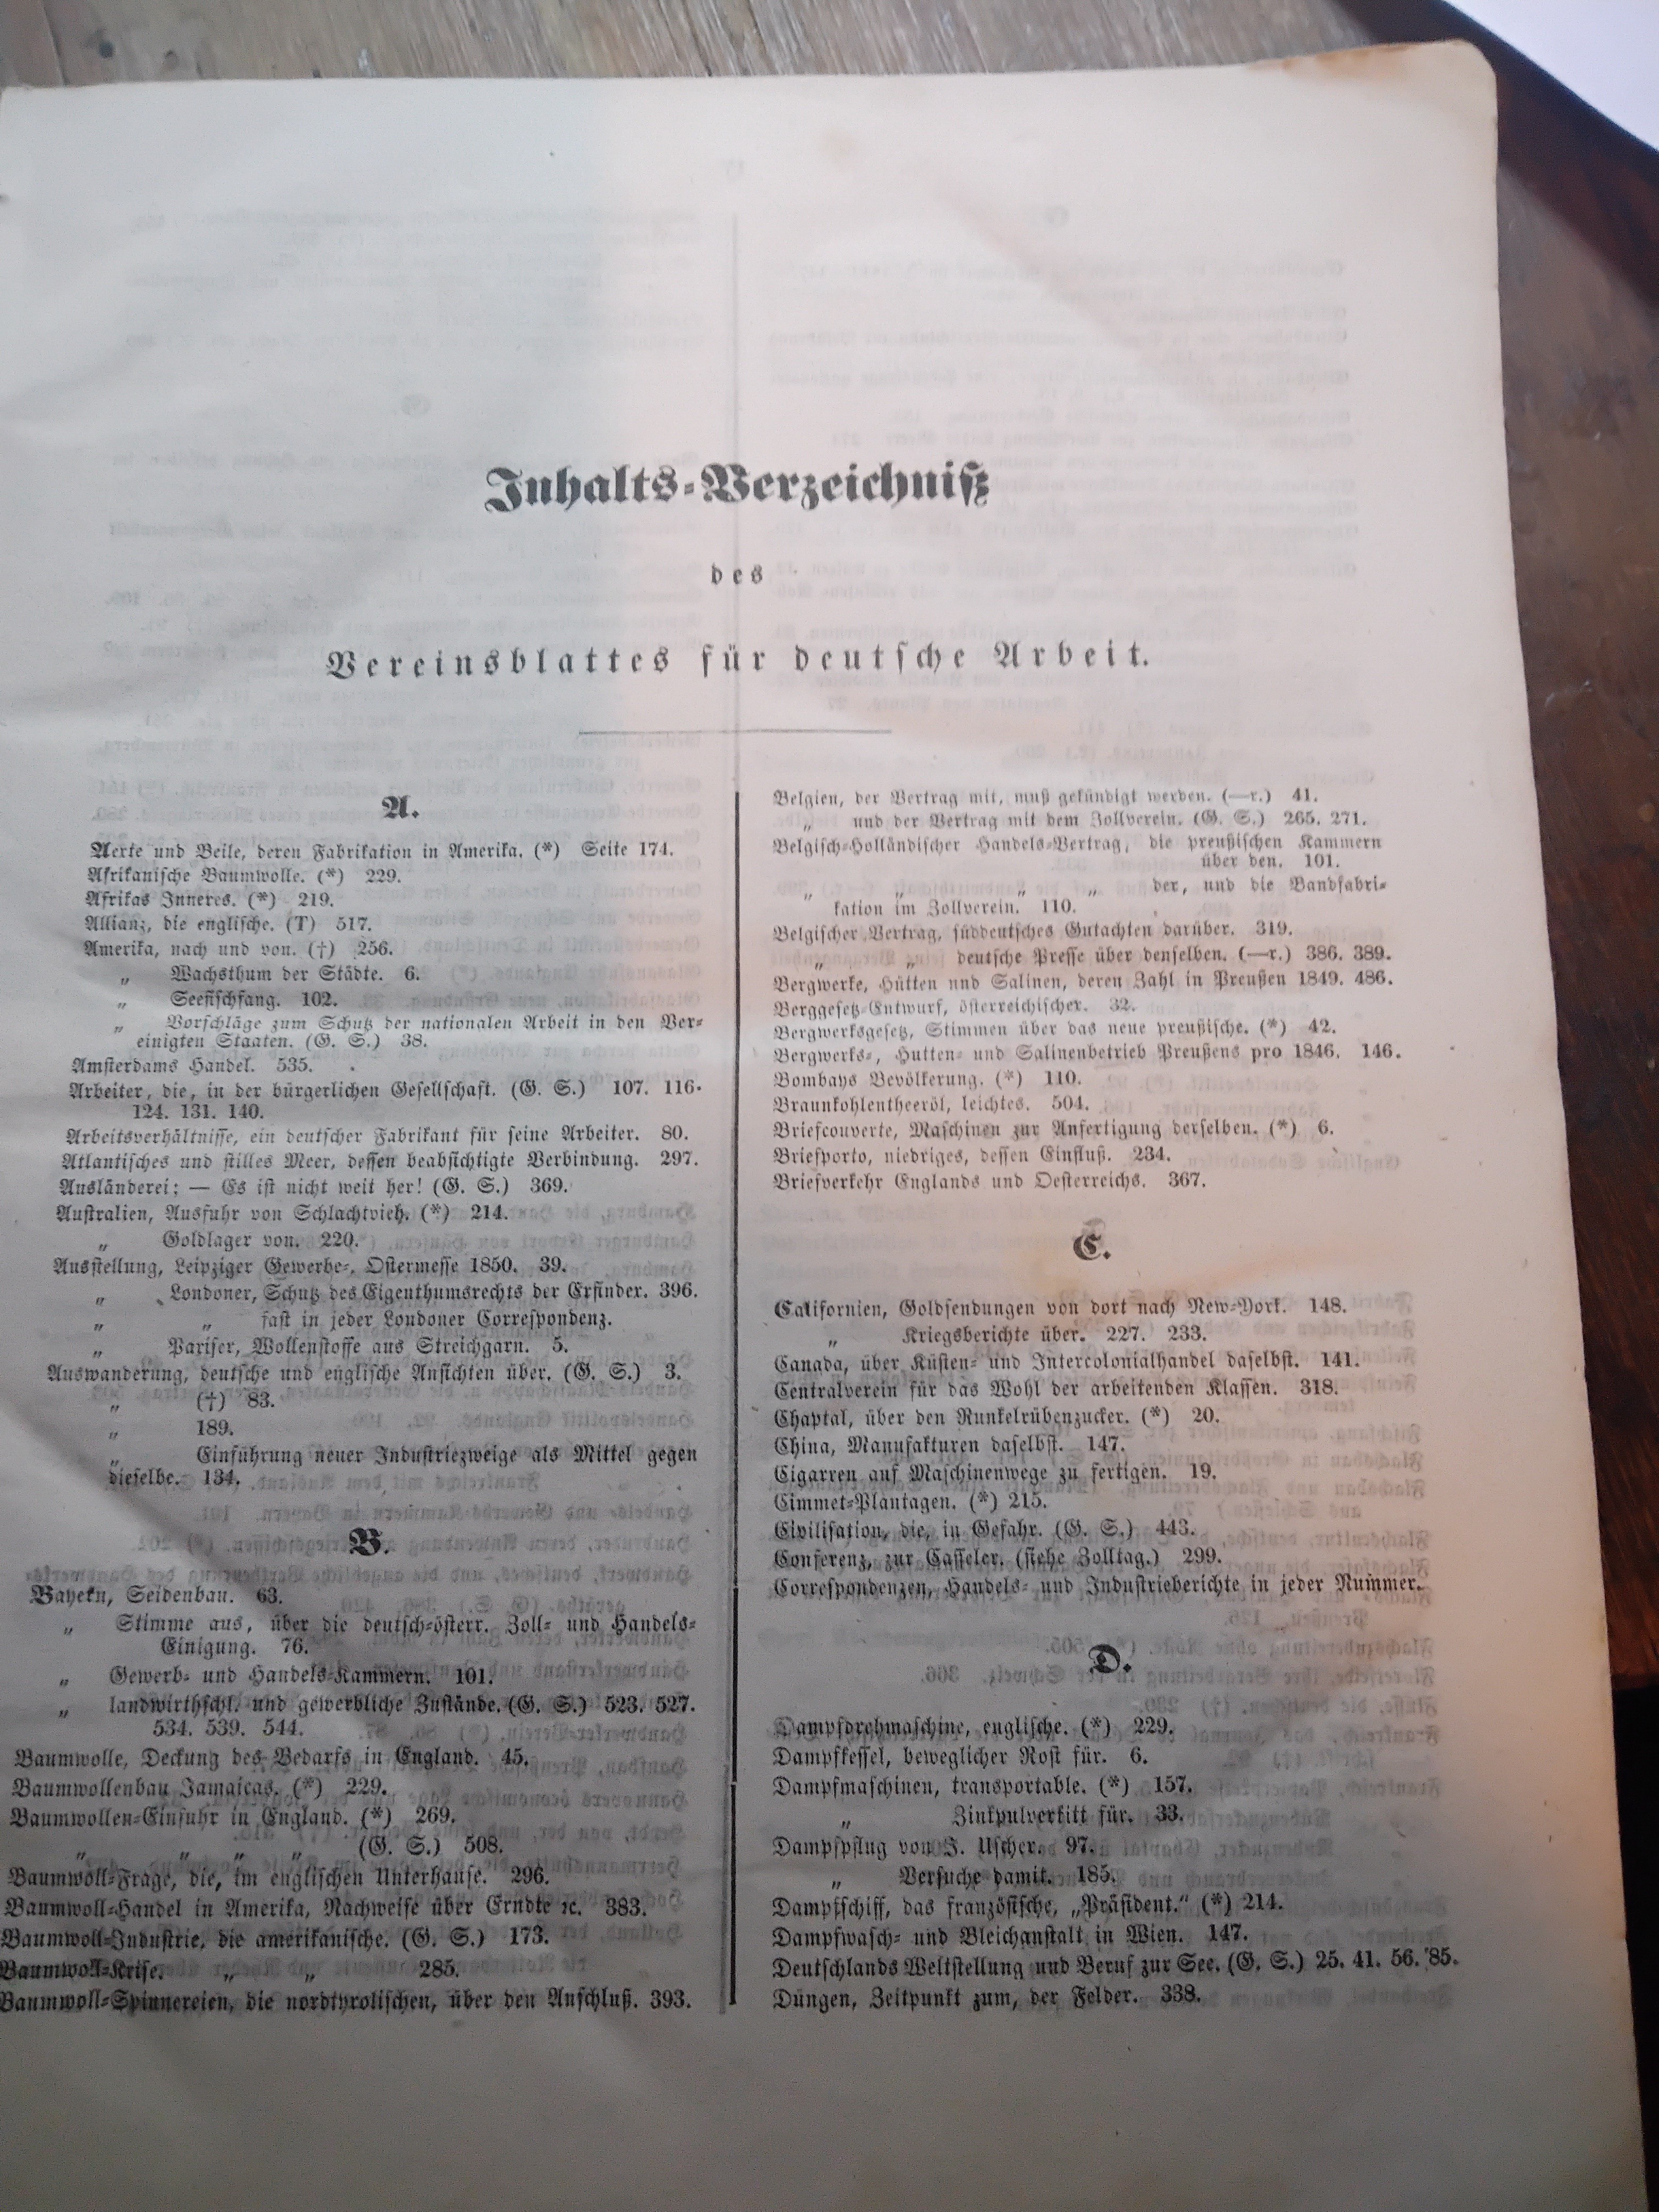 Inhalts-Verzeichniß
des
Vereinsblattes für deutsche Arbeit.
A.
Aexte und Beile, deren Fabrikation in Amerika. (*) Seite 174.
Afrikanische Baumwolle. (*) 229.
Afrikas Inneres. (*) 219.
Allianz, die englische. (T) 517.
Amerika, nach und von. (†) 256.
„ Wachsthum der Städte. 6.
„ Seefischfang. 102.
„ Vorschläge zum Schutz der nationalen Arbeit in den Ver-
einigten Staaten. (G. S.) 38.
Amsterdams Handel. 535.
Arbeiter, die, in der bürgerlichen Gesellschaft. (G. S.) 107. 116.
124. 131. 140.
Arbeitsverhältnisse, ein deutscher Fabrikant für seine Arbeiter. 80.
Atlantisches und stilles Meer, dessen beabsichtigte Verbindung. 297.
Ausländerei; — Es ist nicht weit her! (G. S.) 369.
Australien, Ausfuhr von Schlachtvieh. (*) 214.
„ Goldlager von. 220.
Ausstellung, Leipziger Gewerbe-, Ostermesse 1850. 39.
„ Londoner, Schutz des Eigenthumsrechts der Erfinder. 396.
„ „ fast in jeder Londoner Correspondenz.
„ Pariser, Wollenstoffe aus Streichgarn. 5.
Auswanderung, deutsche und englische Ansichten über. (G. S.) 3.
„ (†) 83.
„ 189.
„ Einführung neuer Industriezweige als Mittel gegen
dieselbe. 134.
B.
Bayern, Seidenbau. 63.
„ Stimme aus, über die deutsch-österr. Zoll- und Handels-
Einigung. 76.
„ Gewerb- und Handels-Kammern. 101.
„ landwirthschl. und gewerbliche Zustände. (G. S.) 523. 527.
534. 539. 544.
Baumwolle, Deckung des Bedarfs in England. 45.
Baumwollenbau Jamaicas. (*) 229.
Baumwollen-Einfuhr in England. (*) 269.
„ „ „ „ (G. S.) 508.
Baumwoll-Frage, die, im englischen Unterhause. 296.
Baumwoll-Handel in Amerika, Nachweise über Erndte ꝛc. 383.
Baumwoll-Industrie, die amerikanische. (G. S.) 173.
Baumwoll-Krise. „ „ 285.
Baumwoll-Spinnereien, die nordtyrolischen, über den Anschluß. 393.
Belgien, der Vertrag mit, muß gekündigt werden. (—r.) 41.
„ und der Vertrag mit dem Zollverein. (G. S.) 265. 271.
Belgisch-Holländischer Handels-Vertrag, die preußischen Kammern
über den. 101.
„ „ „ „ der, und die Bandfabri-
kation im Zollverein. 110.
Belgischer Vertrag, süddeutsches Gutachten darüber. 319.
„ „ deutsche Presse über denselben. (—r.) 386. 389.
Bergwerke, Hütten und Salinen, deren Zahl in Preußen 1849. 486.
Berggesetz-Entwurf, österreichischer. 32.
Bergwerksgesetz, Stimmen über das neue preußische. (*) 42.
Bergwerks-, Hutten- und Salinenbetrieb Preußens pro 1846. 146.
Bombays Bevölkerung. (*) 110.
Braunkohlentheeröl, leichtes. 504.
Briefcouverte, Maschinen zur Anfertigung derselben. (*) 6.
Briefporto, niedriges, dessen Einfluß. 234.
Briefverkehr Englands und Oesterreichs. 367.
C.
Californien, Goldsendungen von dort nach New-York. 148.
„ Kriegsberichte über. 227. 233.
Canada, über Küsten- und Intercolonialhandel daselbst. 141.
Centralverein für das Wohl der arbeitenden Klassen. 318.
Chaptal, über den Runkelrübenzucker. (*) 20.
China, Manufakturen daselbst. 147.
Cigarren auf Maschinenwege zu fertigen. 19.
Cimmet-Plantagen. (*) 215.
Civilisation, die, in Gefahr. (G. S.) 443.
Conferenz, zur Casseler. (siehe Zolltag.) 299.
Correspondenzen, Handels- und Industrieberichte in jeder Nummer.
D.
Dampfdrehmaschine, englische. (*) 229.
Dampfkessel, beweglicher Rost für. 6.
Dampfmaschinen, transportable. (*) 157.
„ Zinkpulverkitt für. 33.
Dampfpflug von J. Uscher. 97.
„ Versuche damit. 185.
Dampfschiff, das französische, „Präsident.“ (*) 214.
Dampfwasch- und Bleichanstalt in Wien. 147.
Deutschlands Weltstellung und Beruf zur See. (G. S.) 25. 41. 56. 85.
Düngen, Zeitpunkt zum, der Felder. 338.